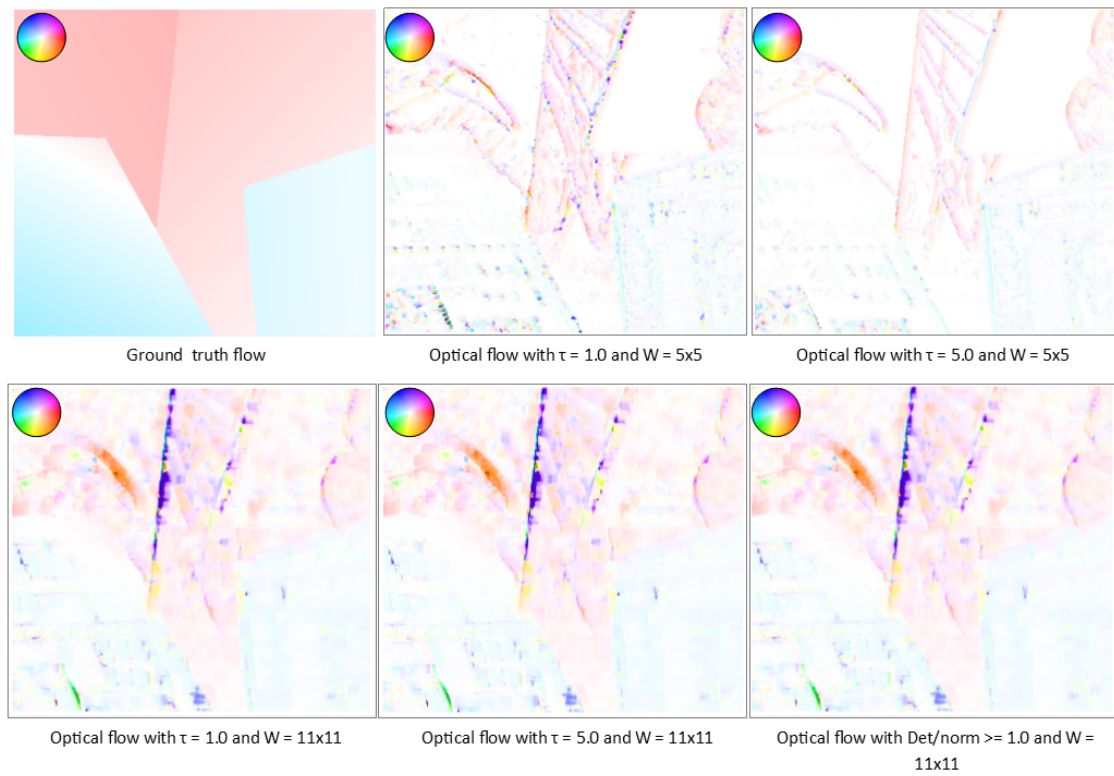 Ground truth flow
Optical flow with τ = 1.0 and W = 5x5
Optical flow with τ = 5.0 and W = 5x5
Optical flow with τ = 1.0 and W = 11x11
Optical flow with τ = 5.0 and W = 11x11
Optical flow with Det/norm >= 1.0 and W =
11x11